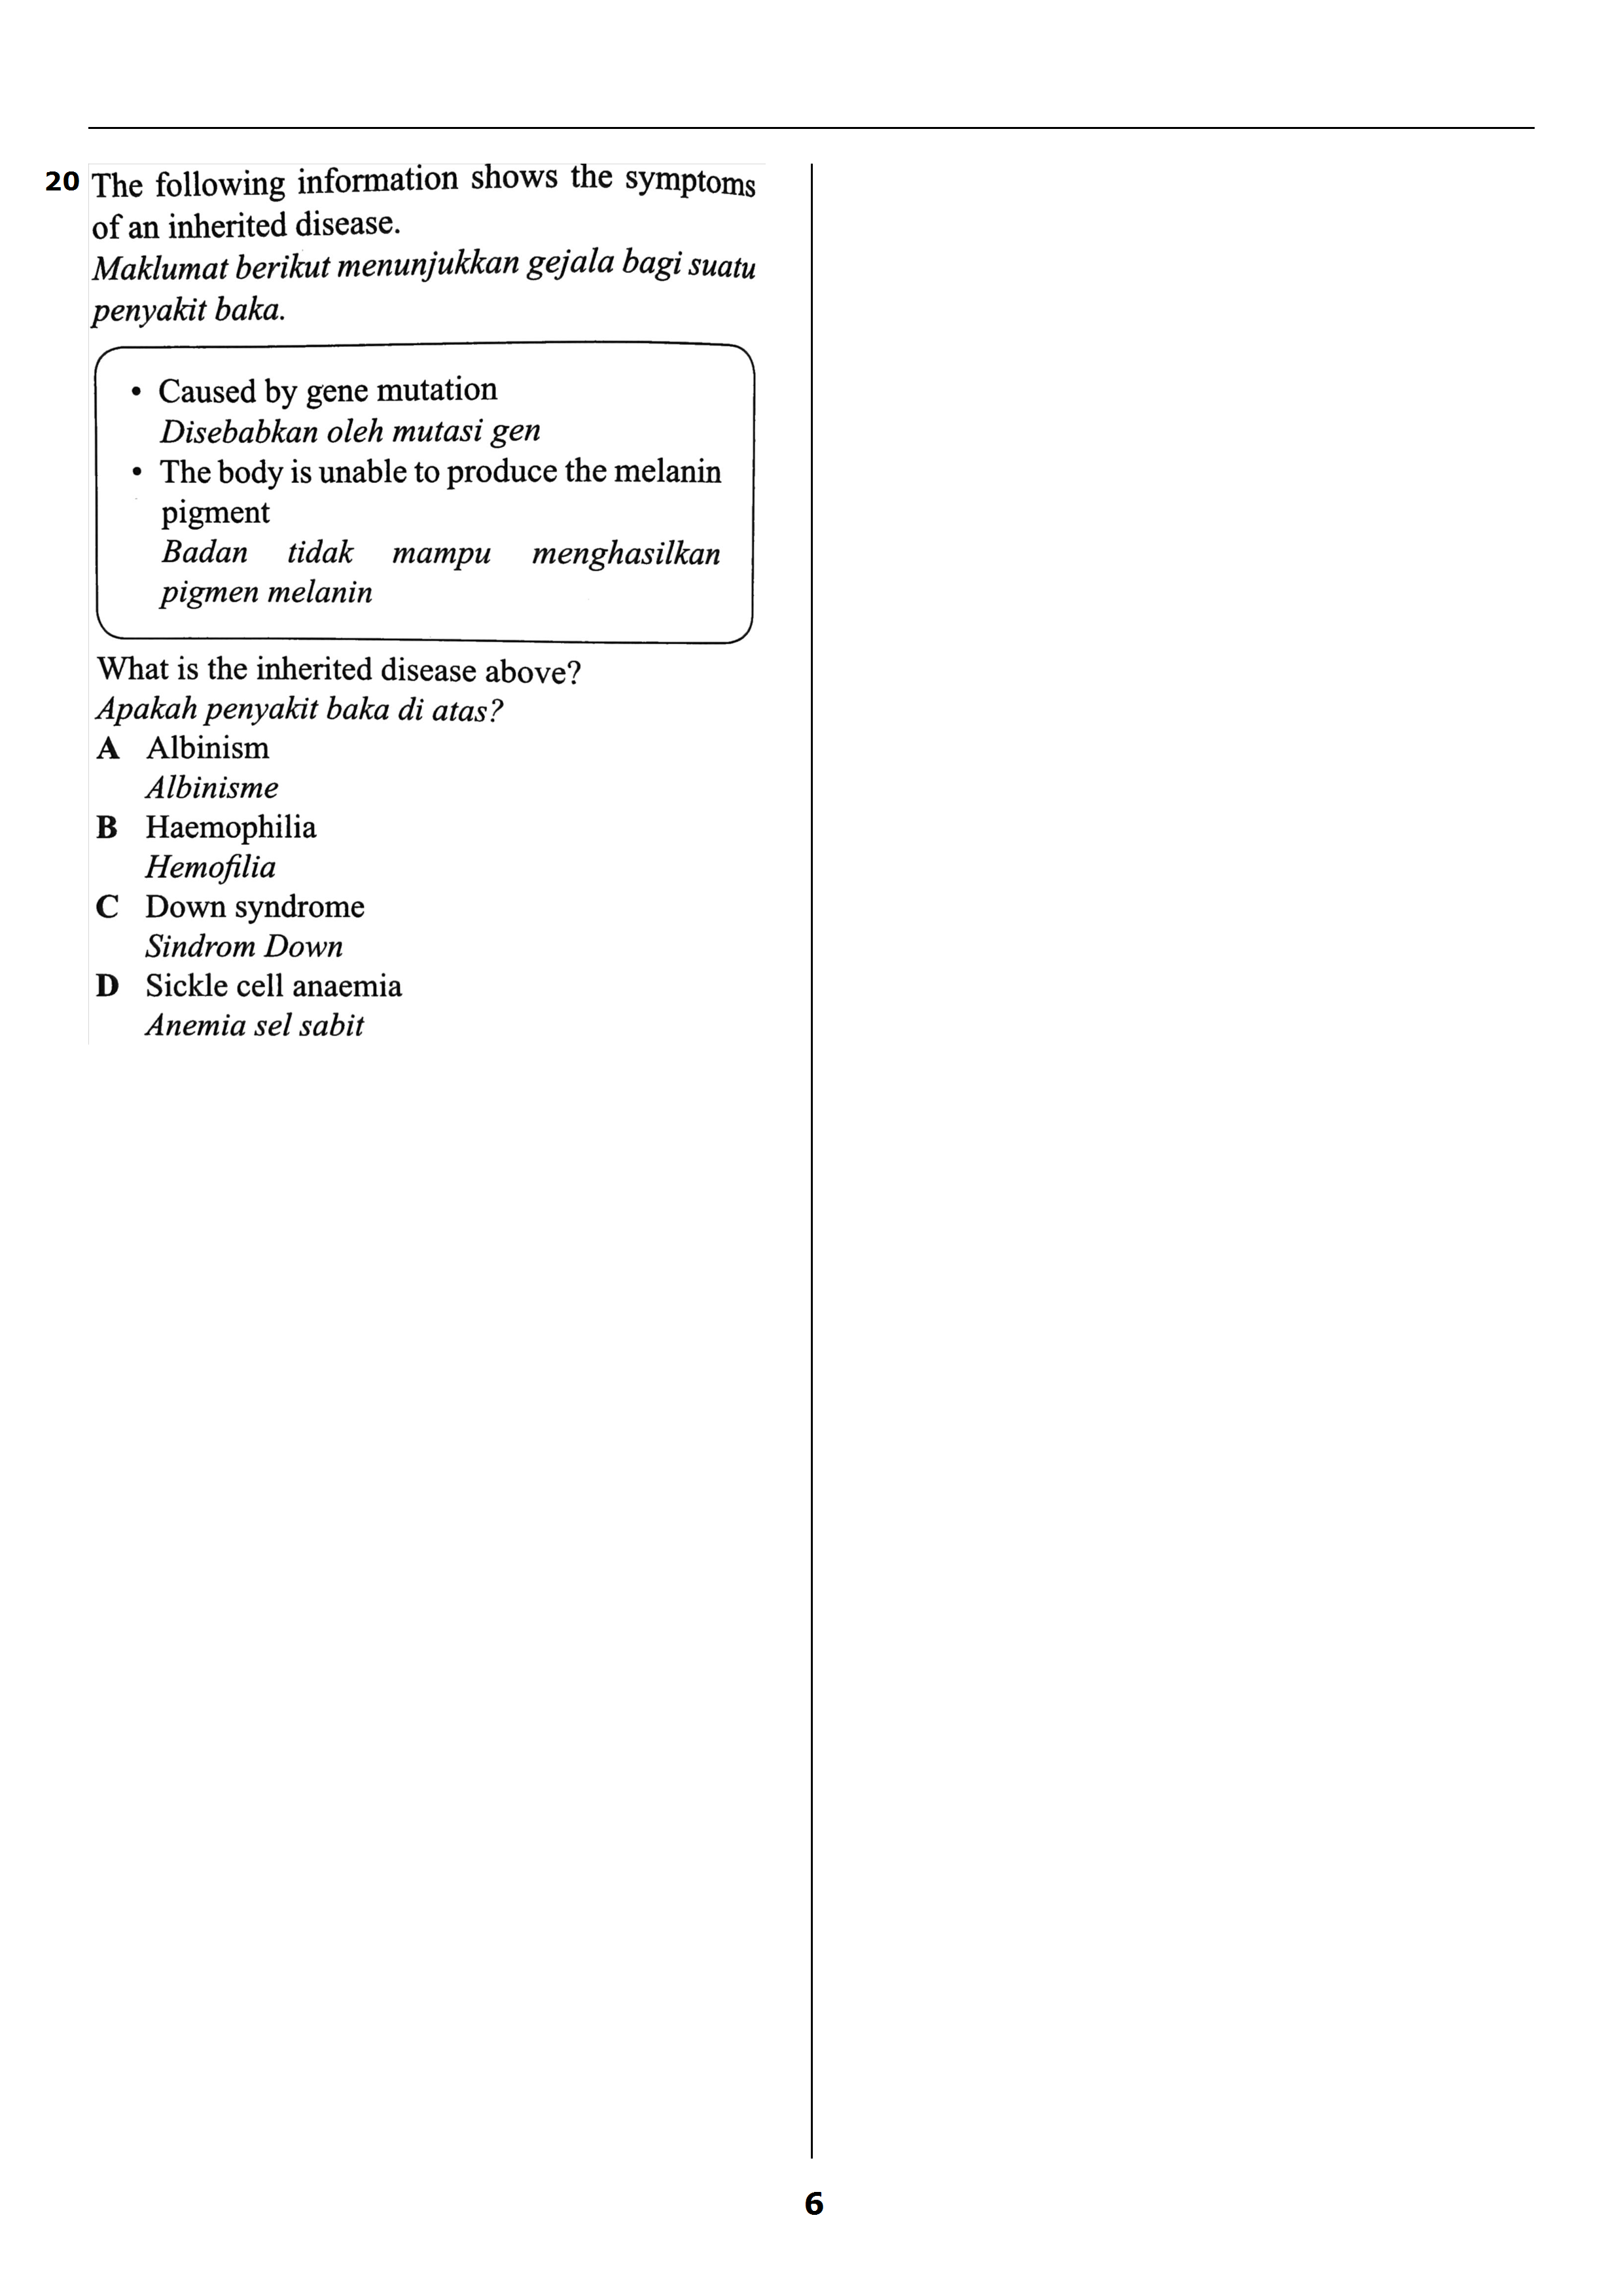 20 The following information shows the symptoms
of an inherited disease.
Maklumat berikut menunjukkan gejala bagi suatu
penyakit baka.
• Caused by gene mutation
Disebabkan oleh mutasi gen
• The body is unable to produce the melanin
pigment
Badan tidak mampu menghasilkan
pigmen melanin
What is the inherited disease above?
Apakah penyakit baka di atas?
A Albinism
Albinisme
B Haemophilia
Hemofilia
C Down syndrome
Sindrom Down
D Sickle cell anaemia
Anemia sel sabit
6